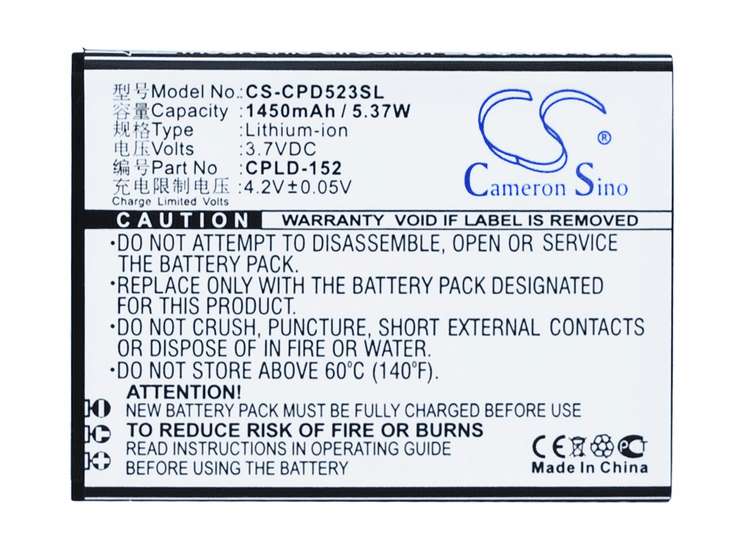 型号Model No.:CS-CPD523SL
容量Capacity: 1450mAh / 5.37W
类型Type: Lithium-ion
电压Volts: 3.7VDC
编号Part No: CPLD-152
充电限制电压:4.2V±0.05V
Charge Limited Volts
CS ®
Cameron Sino
CAUTION WARRANTY VOID IF LABEL IS REMOVED
•DO NOT ATTEMPT TO DISASSEMBLE, OPEN OR SERVICE
THE BATTERY PACK.
•REPLACE ONLY WITH THE BATTERY PACK DESIGNATED
FOR THIS PRODUCT.
•DO NOT CRUSH, PUNCTURE, SHORT EXTERNAL CONTACTS
OR DISPOSE OF IN FIRE OR WATER.
•DO NOT STORE ABOVE 60℃ (140℉).
ATTENTION!
NEW BATTERY PACK MUST BE FULLY CHARGED BEFORE USE
TO REDUCE RISK OF FIRE OR BURNS
READ INSTRUCTIONS IN OPERATING GUIDE
BEFORE USING THE BATTERY.
CE PCT
Made In China